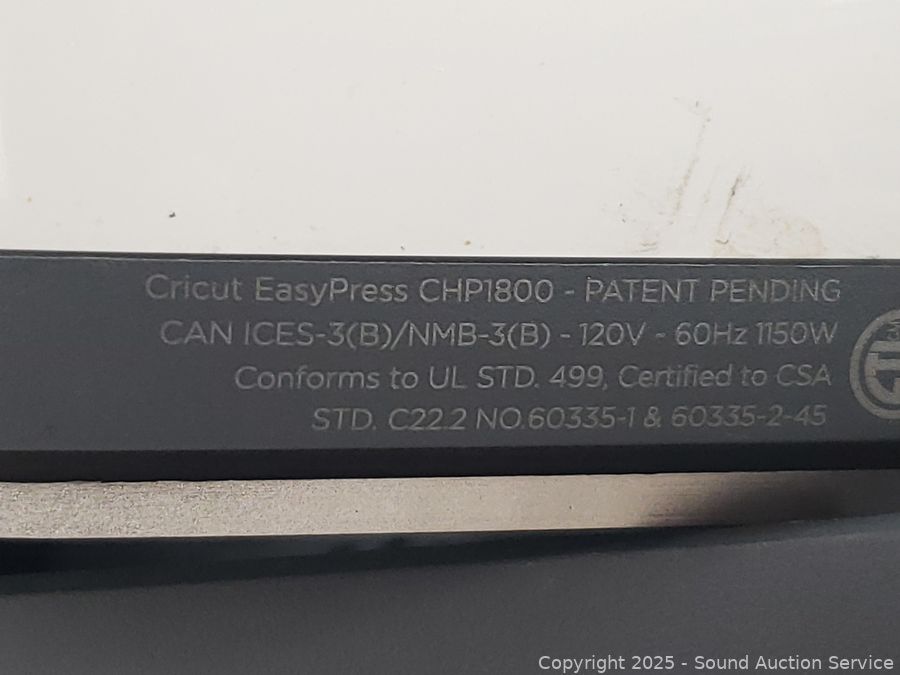 Cricut EasyPress CHP1800 - PATENT PENDING
CAN ICES-3(B)/NMB-3(B) - 120V - 60Hz 1150W
Conforms to UL STD. 499, Certified to CSA
STD. C22.2 NO.60335-1 & 60335-2-45
Copyright © 2025 - Sound Auction Service